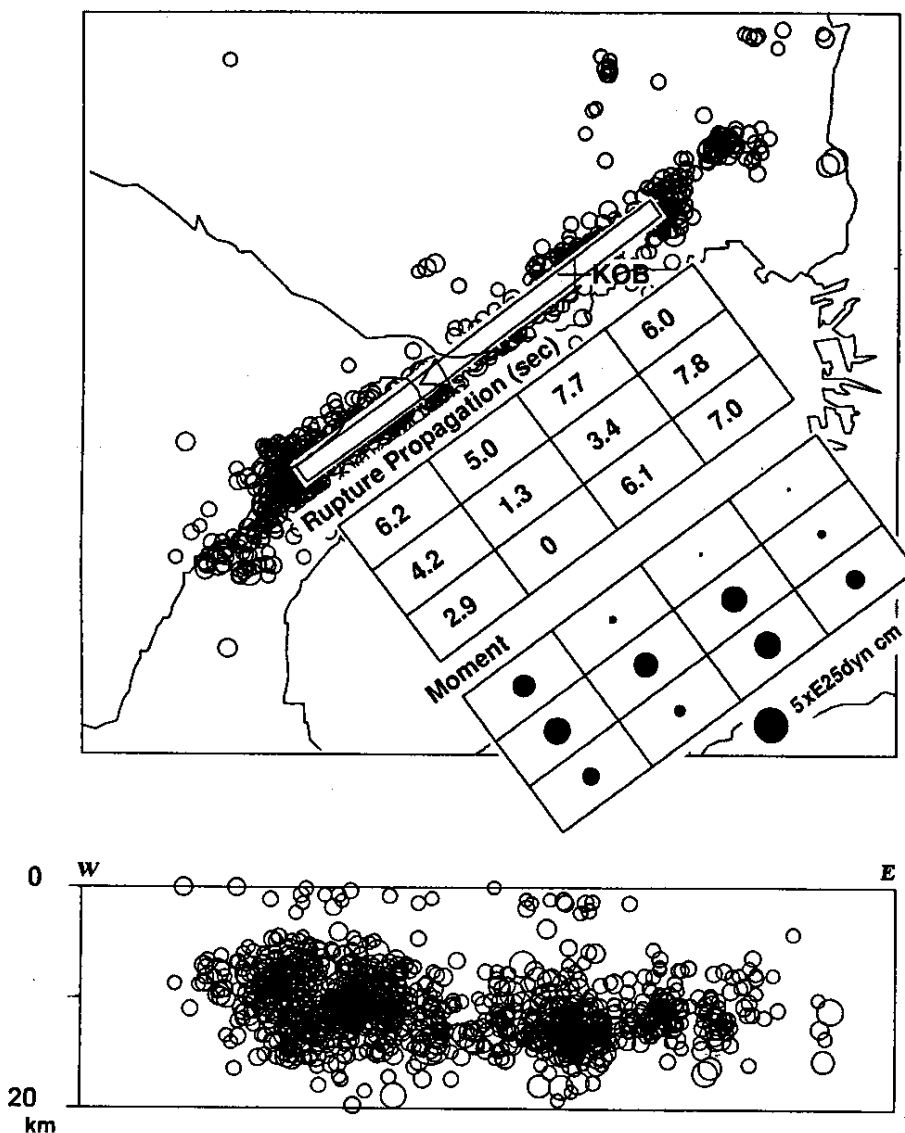 KOB
Rupture Propagation (sec)
6.2 5.0 7.7 6.0
4.2 1.3 3.4 7.8
2.9 0 6.1 7.0
Moment
5xE25dyn cm
0 W E
20
km